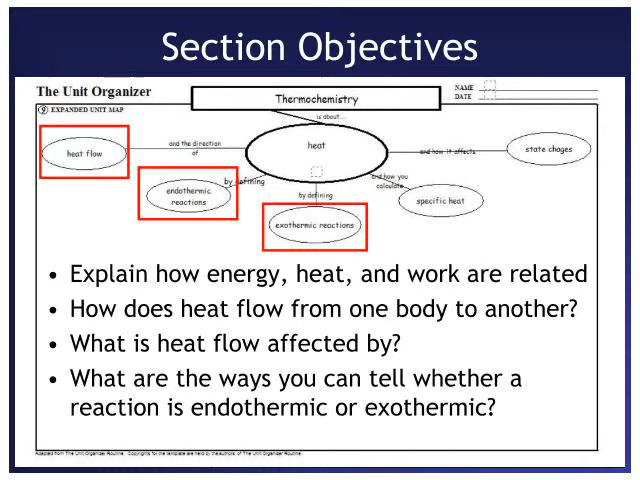 Section Objectives
The Unit Organizer
NAME
DATE
9 EXPANDED UNIT MAP
Thermochemistry
is about...
heat
heat flow
and the direction
of
and how it affects
state chages
endothermic
reactions
by defining
by defining
exothermic reactions
and how you
calculate
specific heat
• Explain how energy, heat, and work are related
• How does heat flow from one body to another?
• What is heat flow affected by?
• What are the ways you can tell whether a
reaction is endothermic or exothermic?
Adapted from The Unit Organizer Routine. Copyrights for the template are held by the authors of The Unit Organizer Routine.